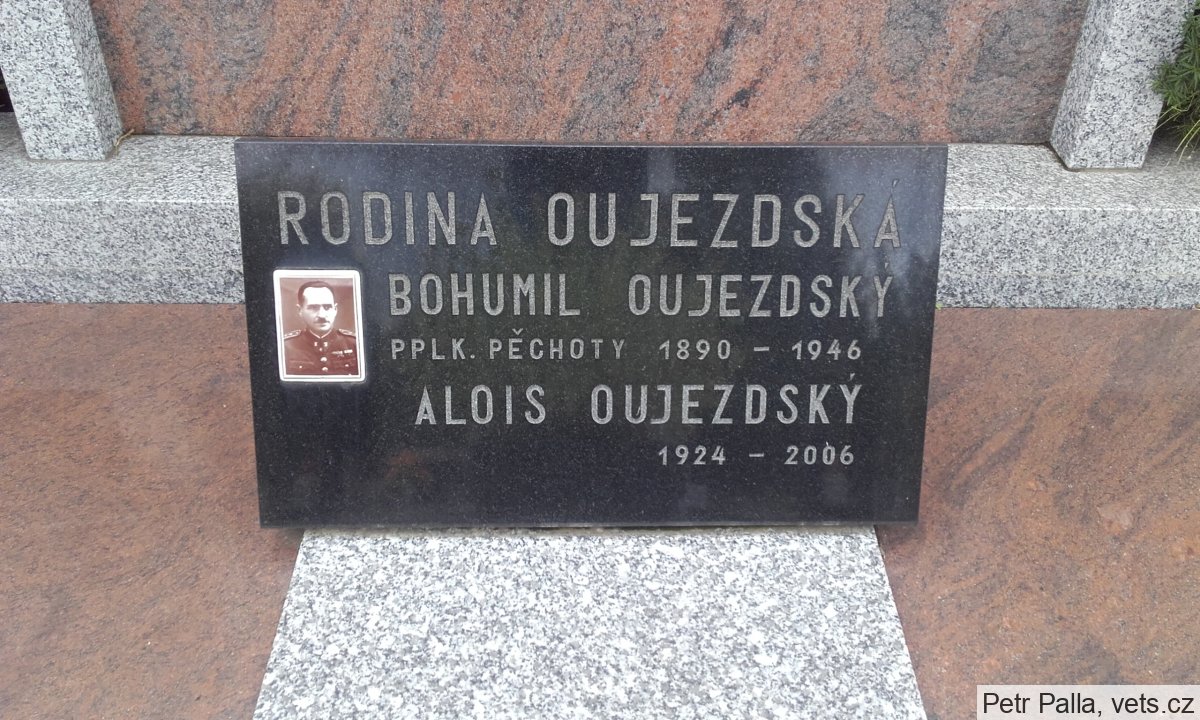 RODINA OUJEZDSKÁ
BOHUMIL OUJEZDSKÝ
PPLK. PĚCHOTY 1890 - 1946
ALOIS OUJEZDSKÝ
1924 - 2006
Petr Palla, vets.cz